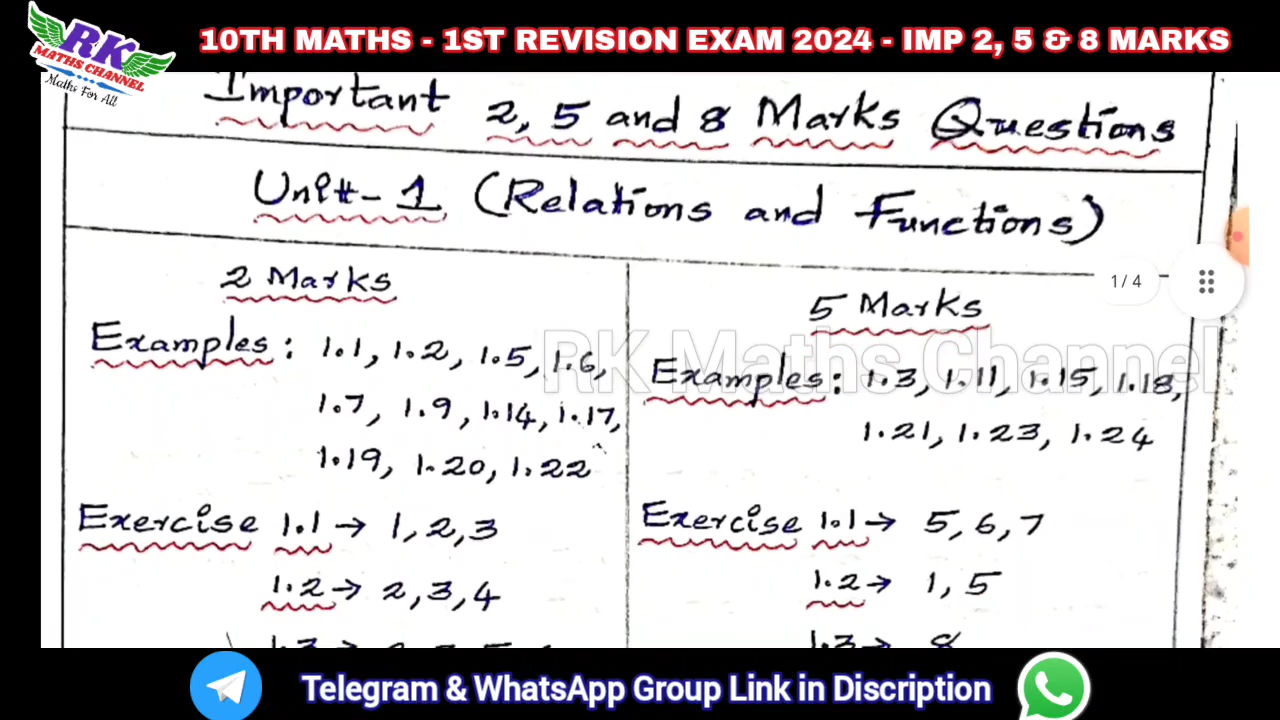 RK
MATHS CHANNEL
Maths For All
10TH MATHS - 1ST REVISION EXAM 2024 - IMP 2, 5 & 8 MARKS
Important 2, 5 and 8 Marks Questions
Unit-1 (Relations and Functions)
1 / 4
2 Marks
Examples: 1.1, 1.2, 1.5, 1.6,
1.7, 1.9, 1.14, 1.17,
1.19, 1.20, 1.22
Exercise 1.1 → 1, 2, 3
1.2 → 2, 3, 4
5 Marks
Examples: 1.3, 1.11, 1.15, 1.18,
1.21, 1.23, 1.24
Exercise 1.1 → 5, 6, 7
1.2 → 1, 5
1.3 → 8
RK Maths Channel
Telegram & WhatsApp Group Link in Discription